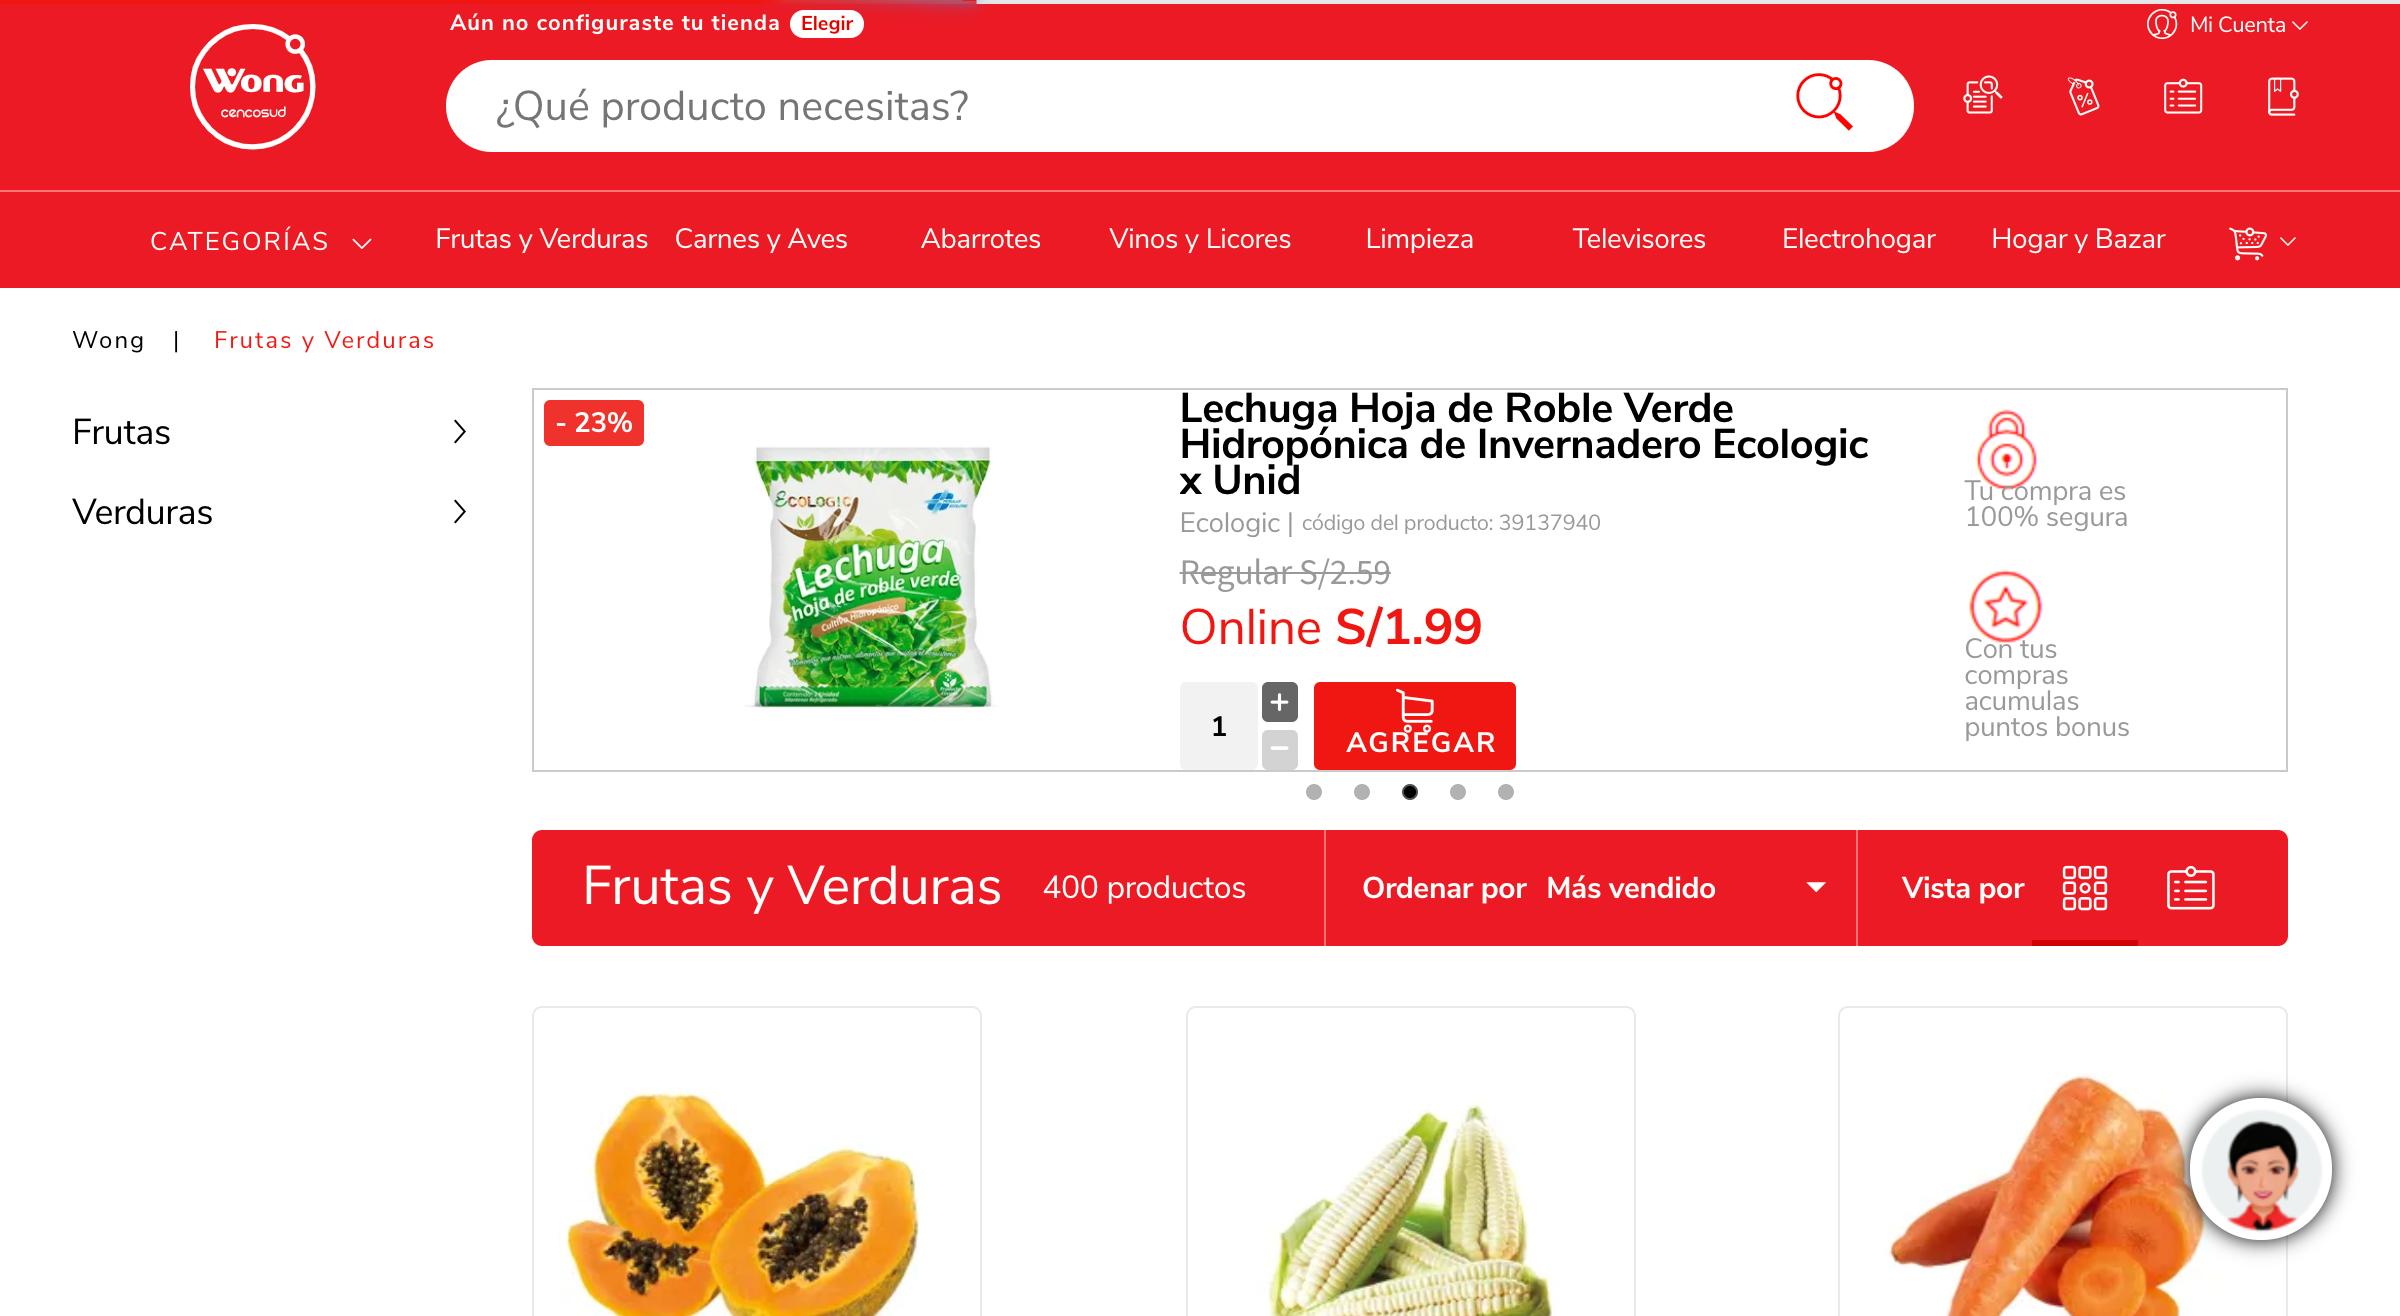 Aún no configuraste tu tienda Elegir
Mi Cuenta
Wong
cencosud
¿Qué producto necesitas?
CATEGORÍAS Frutas y Verduras Carnes y Aves Abarrotes Vinos y Licores Limpieza Televisores Electrohogar Hogar y Bazar
Wong | Frutas y Verduras
Frutas
Verduras
- 23%
ECOLOGIC
Lechuga
hoja de roble verde
Cultivo Hidropónico
Lechuga Hoja de Roble Verde
Hidropónica de Invernadero Ecologic
x Unid
Ecologic | código del producto: 39137940
Regular S/2.59
Online S/1.99
1
+
−
AGREGAR
Tu compra es
100% segura
Con tus
compras
acumulas
puntos bonus
Frutas y Verduras 400 productos
Ordenar por Más vendido
Vista por